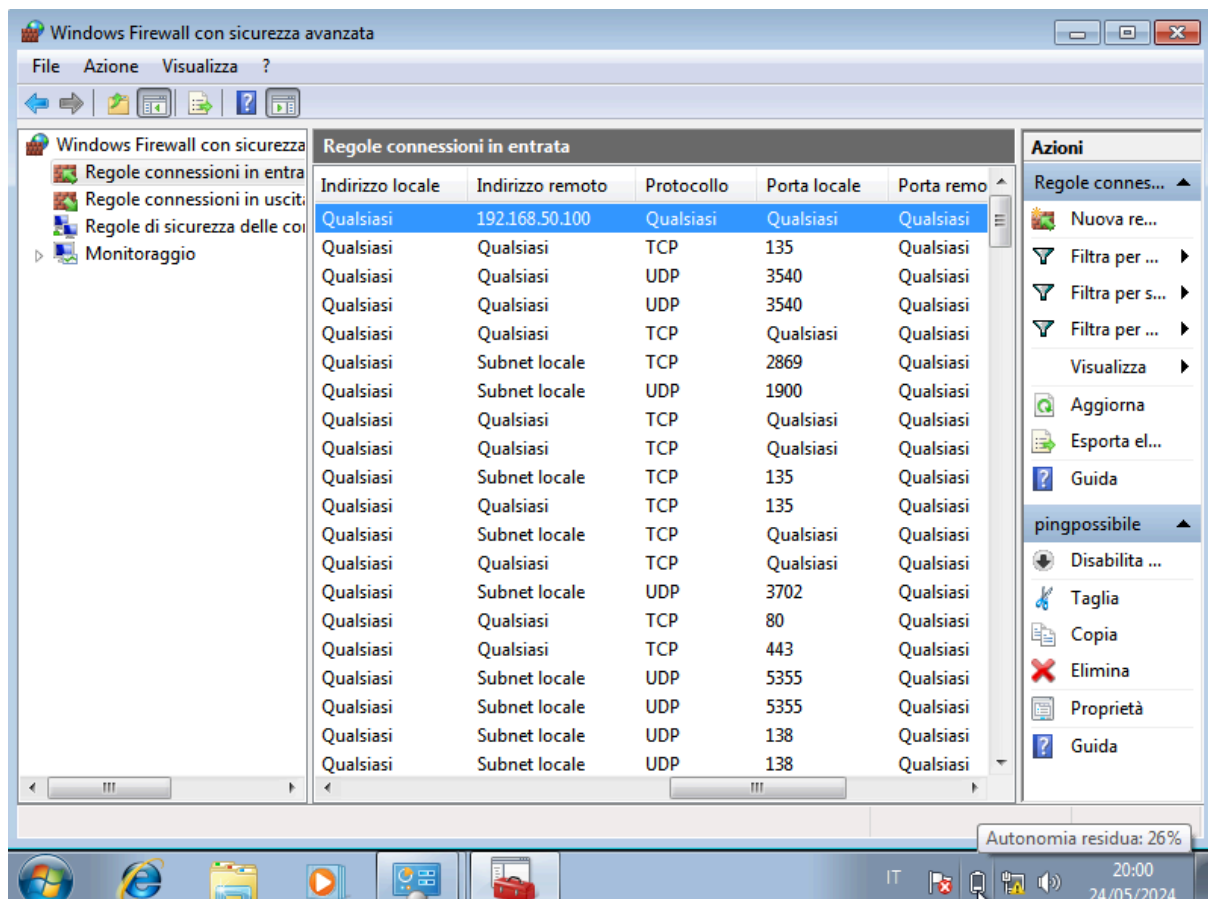 Windows Firewall con sicurezza avanzata
File Azione Visualizza ?
Windows Firewall con sicurezza
Regole connessioni in entra
Regole connessioni in uscit
Regole di sicurezza delle co
Monitoraggio
Regole connessioni in entrata
Indirizzo locale Indirizzo remoto Protocollo Porta locale Porta remo
Qualsiasi 192.168.50.100 Qualsiasi Qualsiasi Qualsiasi
Qualsiasi Qualsiasi TCP 135 Qualsiasi
Qualsiasi Qualsiasi UDP 3540 Qualsiasi
Qualsiasi Qualsiasi UDP 3540 Qualsiasi
Qualsiasi Qualsiasi TCP Qualsiasi Qualsiasi
Qualsiasi Subnet locale TCP 2869 Qualsiasi
Qualsiasi Subnet locale UDP 1900 Qualsiasi
Qualsiasi Qualsiasi TCP Qualsiasi Qualsiasi
Qualsiasi Qualsiasi TCP Qualsiasi Qualsiasi
Qualsiasi Subnet locale TCP 135 Qualsiasi
Qualsiasi Qualsiasi TCP 135 Qualsiasi
Qualsiasi Subnet locale TCP Qualsiasi Qualsiasi
Qualsiasi Qualsiasi TCP Qualsiasi Qualsiasi
Qualsiasi Subnet locale UDP 3702 Qualsiasi
Qualsiasi Qualsiasi TCP 80 Qualsiasi
Qualsiasi Qualsiasi TCP 443 Qualsiasi
Qualsiasi Subnet locale UDP 5355 Qualsiasi
Qualsiasi Subnet locale UDP 5355 Qualsiasi
Qualsiasi Subnet locale UDP 138 Qualsiasi
Qualsiasi Subnet locale UDP 138 Qualsiasi
Azioni
Regole connes...
Nuova re...
Filtra per ...
Filtra per s...
Filtra per ...
Visualizza
Aggiorna
Esporta el...
Guida
pingpossibile
Disabilita ...
Taglia
Copia
Elimina
Proprietà
Guida
Autonomia residua: 26%
IT
20:00
24/05/2024